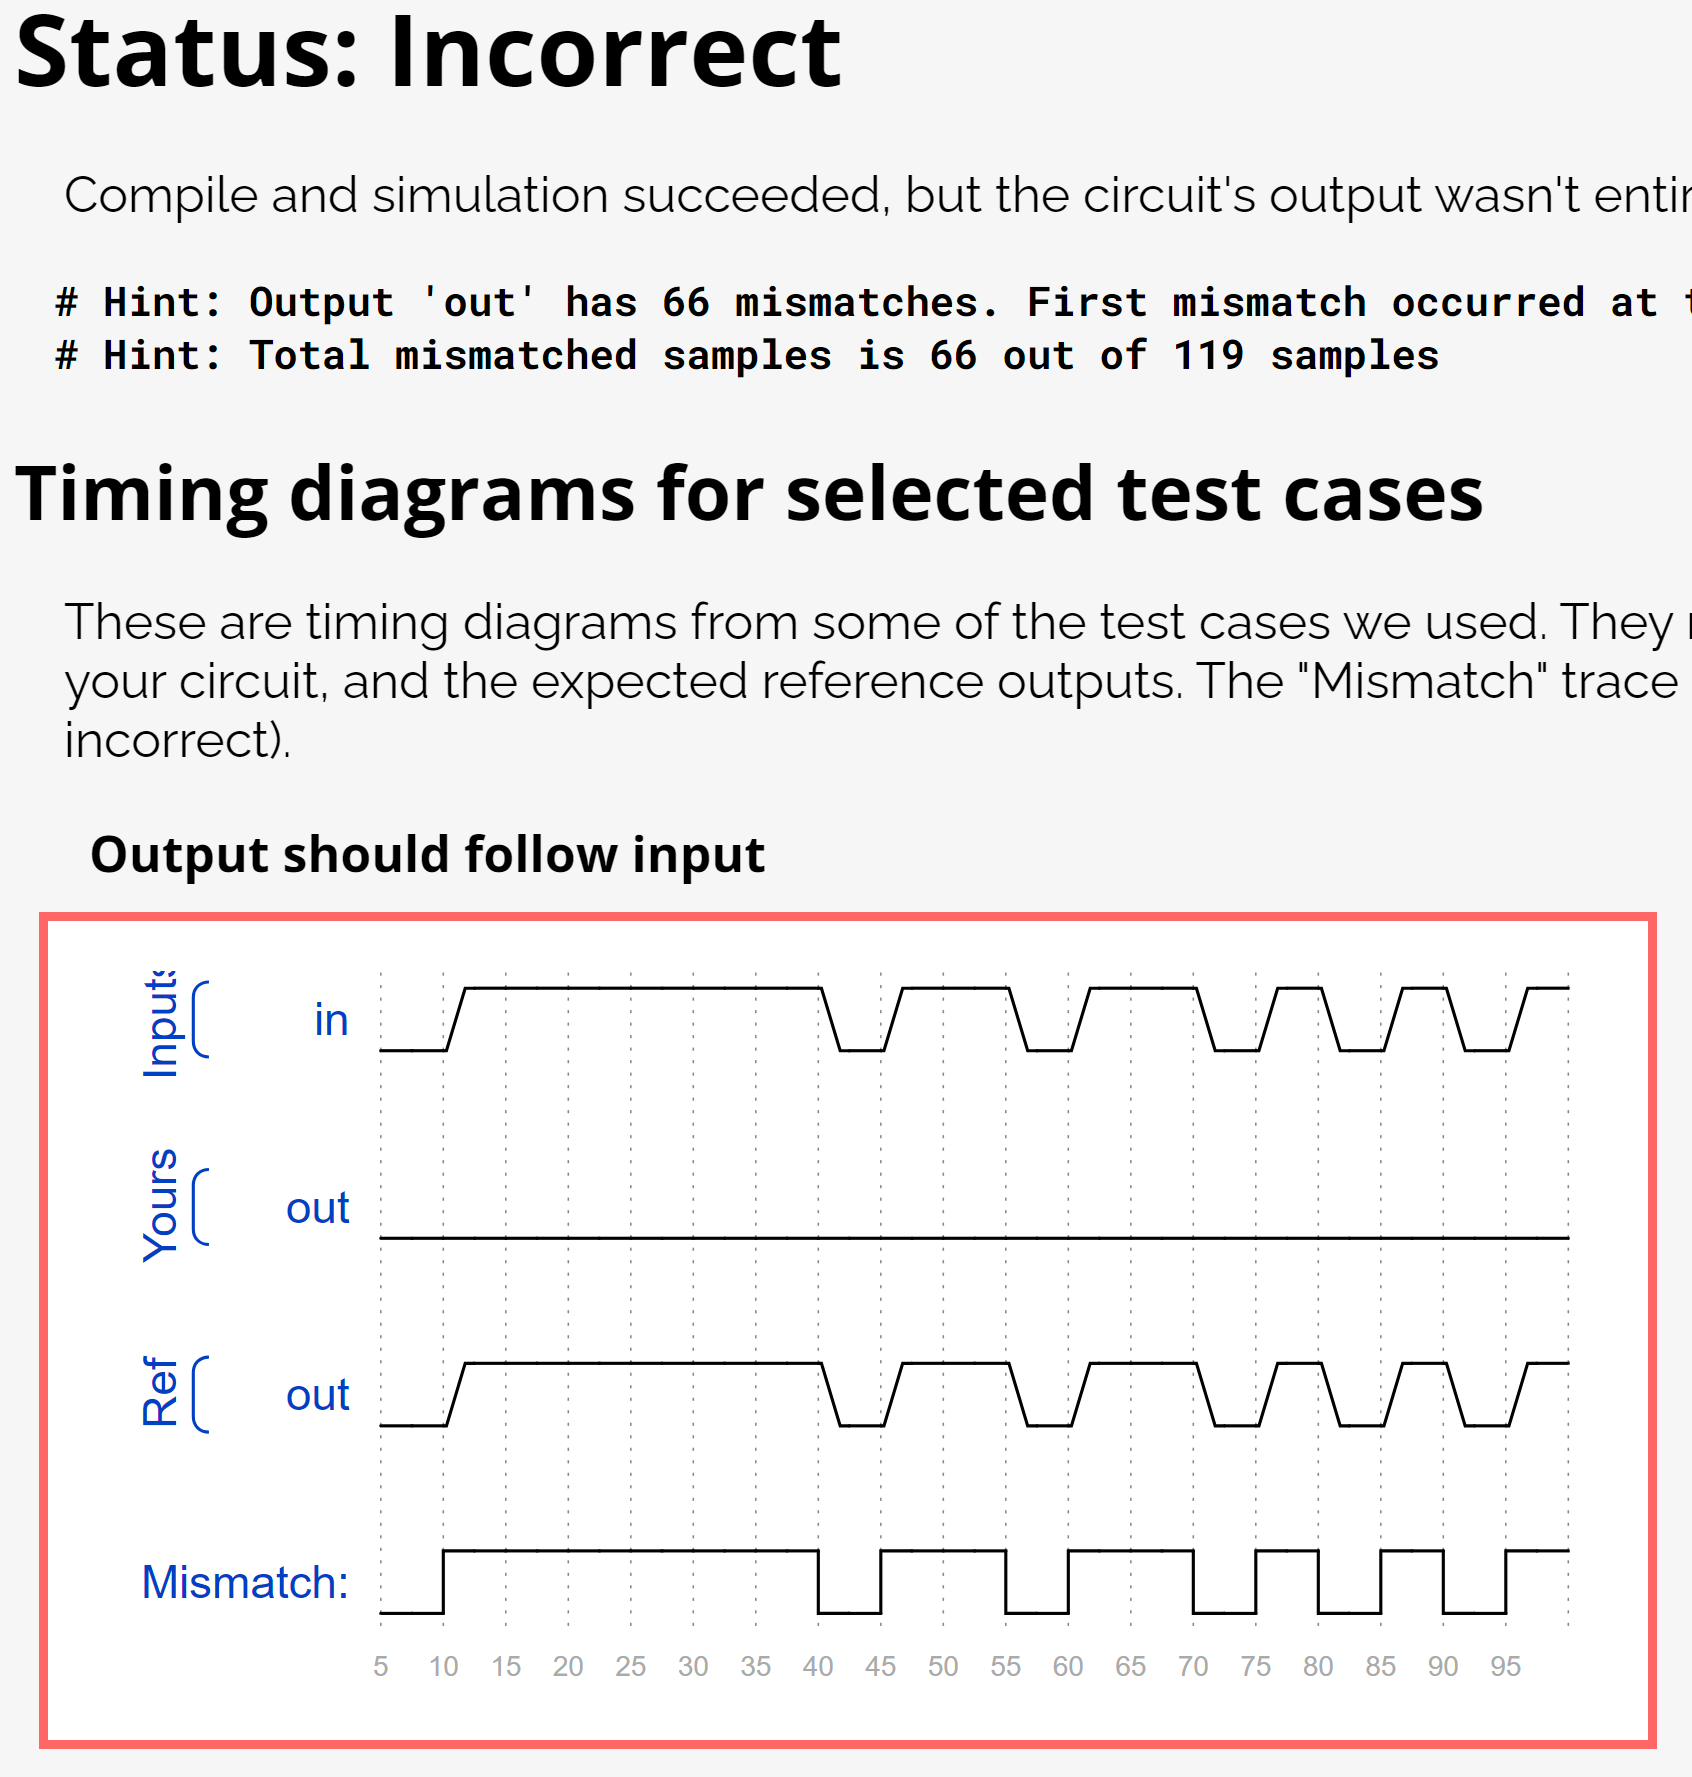 Status: Incorrect
Compile and simulation succeeded, but the circuit's output wasn't
# Hint: Output 'out' has 66 mismatches. First mismatch occurred at
# Hint: Total mismatched samples is 66 out of 119 samples
Timing diagrams for selected test cases
These are timing diagrams from some of the test cases we used. They
your circuit, and the expected reference outputs. The "Mismatch" trace
incorrect).
Output should follow input
Inputs
in
Yours
out
Ref
out
Mismatch:
5 10 15 20 25 30 35 40 45 50 55 60 65 70 75 80 85 90 95